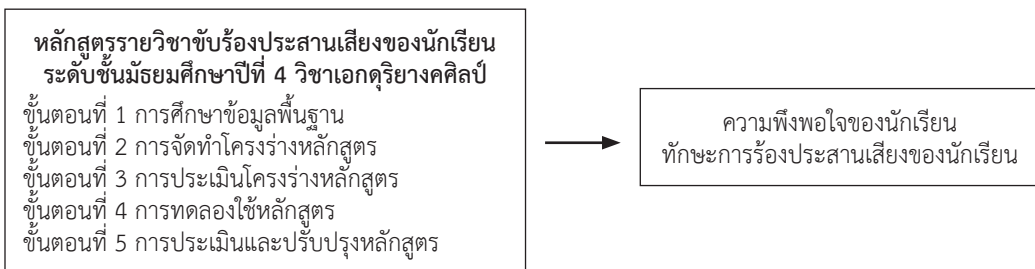 หลักสูตรรายวิชาขับร้องประสานเสียงของนักเรียน
ระดับชั้นมัธยมศึกษาปีที่ 4 วิชาเอกดุริยางคศิลป์
ขั้นตอนที่ 1 การศึกษาข้อมูลพื้นฐาน
ขั้นตอนที่ 2 การจัดทำโครงร่างหลักสูตร
ขั้นตอนที่ 3 การประเมินโครงร่างหลักสูตร
ขั้นตอนที่ 4 การทดลองใช้หลักสูตร
ขั้นตอนที่ 5 การประเมินและปรับปรุงหลักสูตร
ความพึงพอใจของนักเรียน
ทักษะการร้องประสานเสียงของนักเรียน